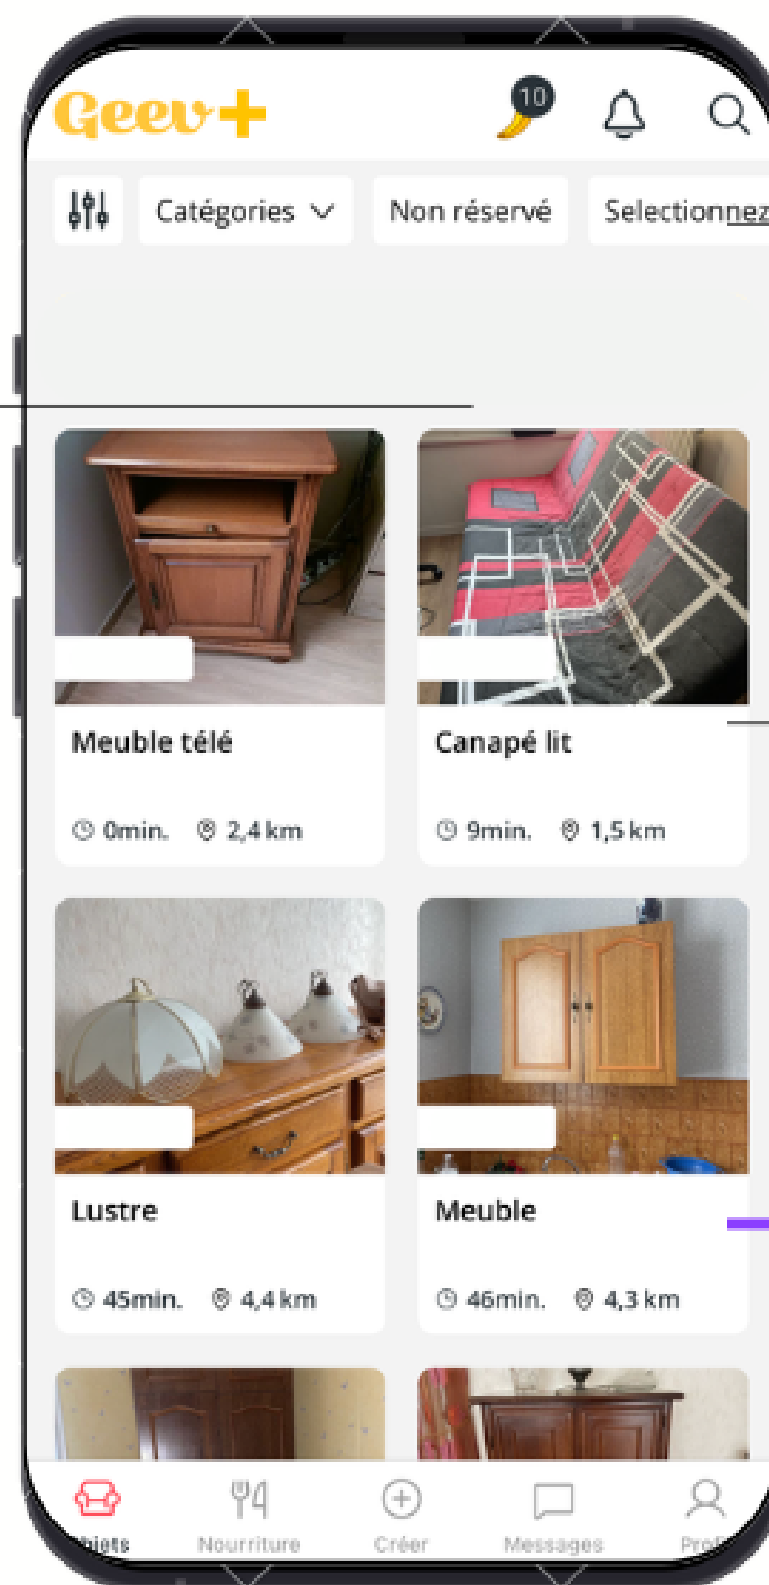 Geev+
10
Catégories
Non réservé
Selectionnez
Meuble télé
Canapé lit
0min. 2,4 km
9min. 1,5 km
Lustre
Meuble
45min. 4,4 km
46min. 4,3 km
Nourriture
Créer
Messages